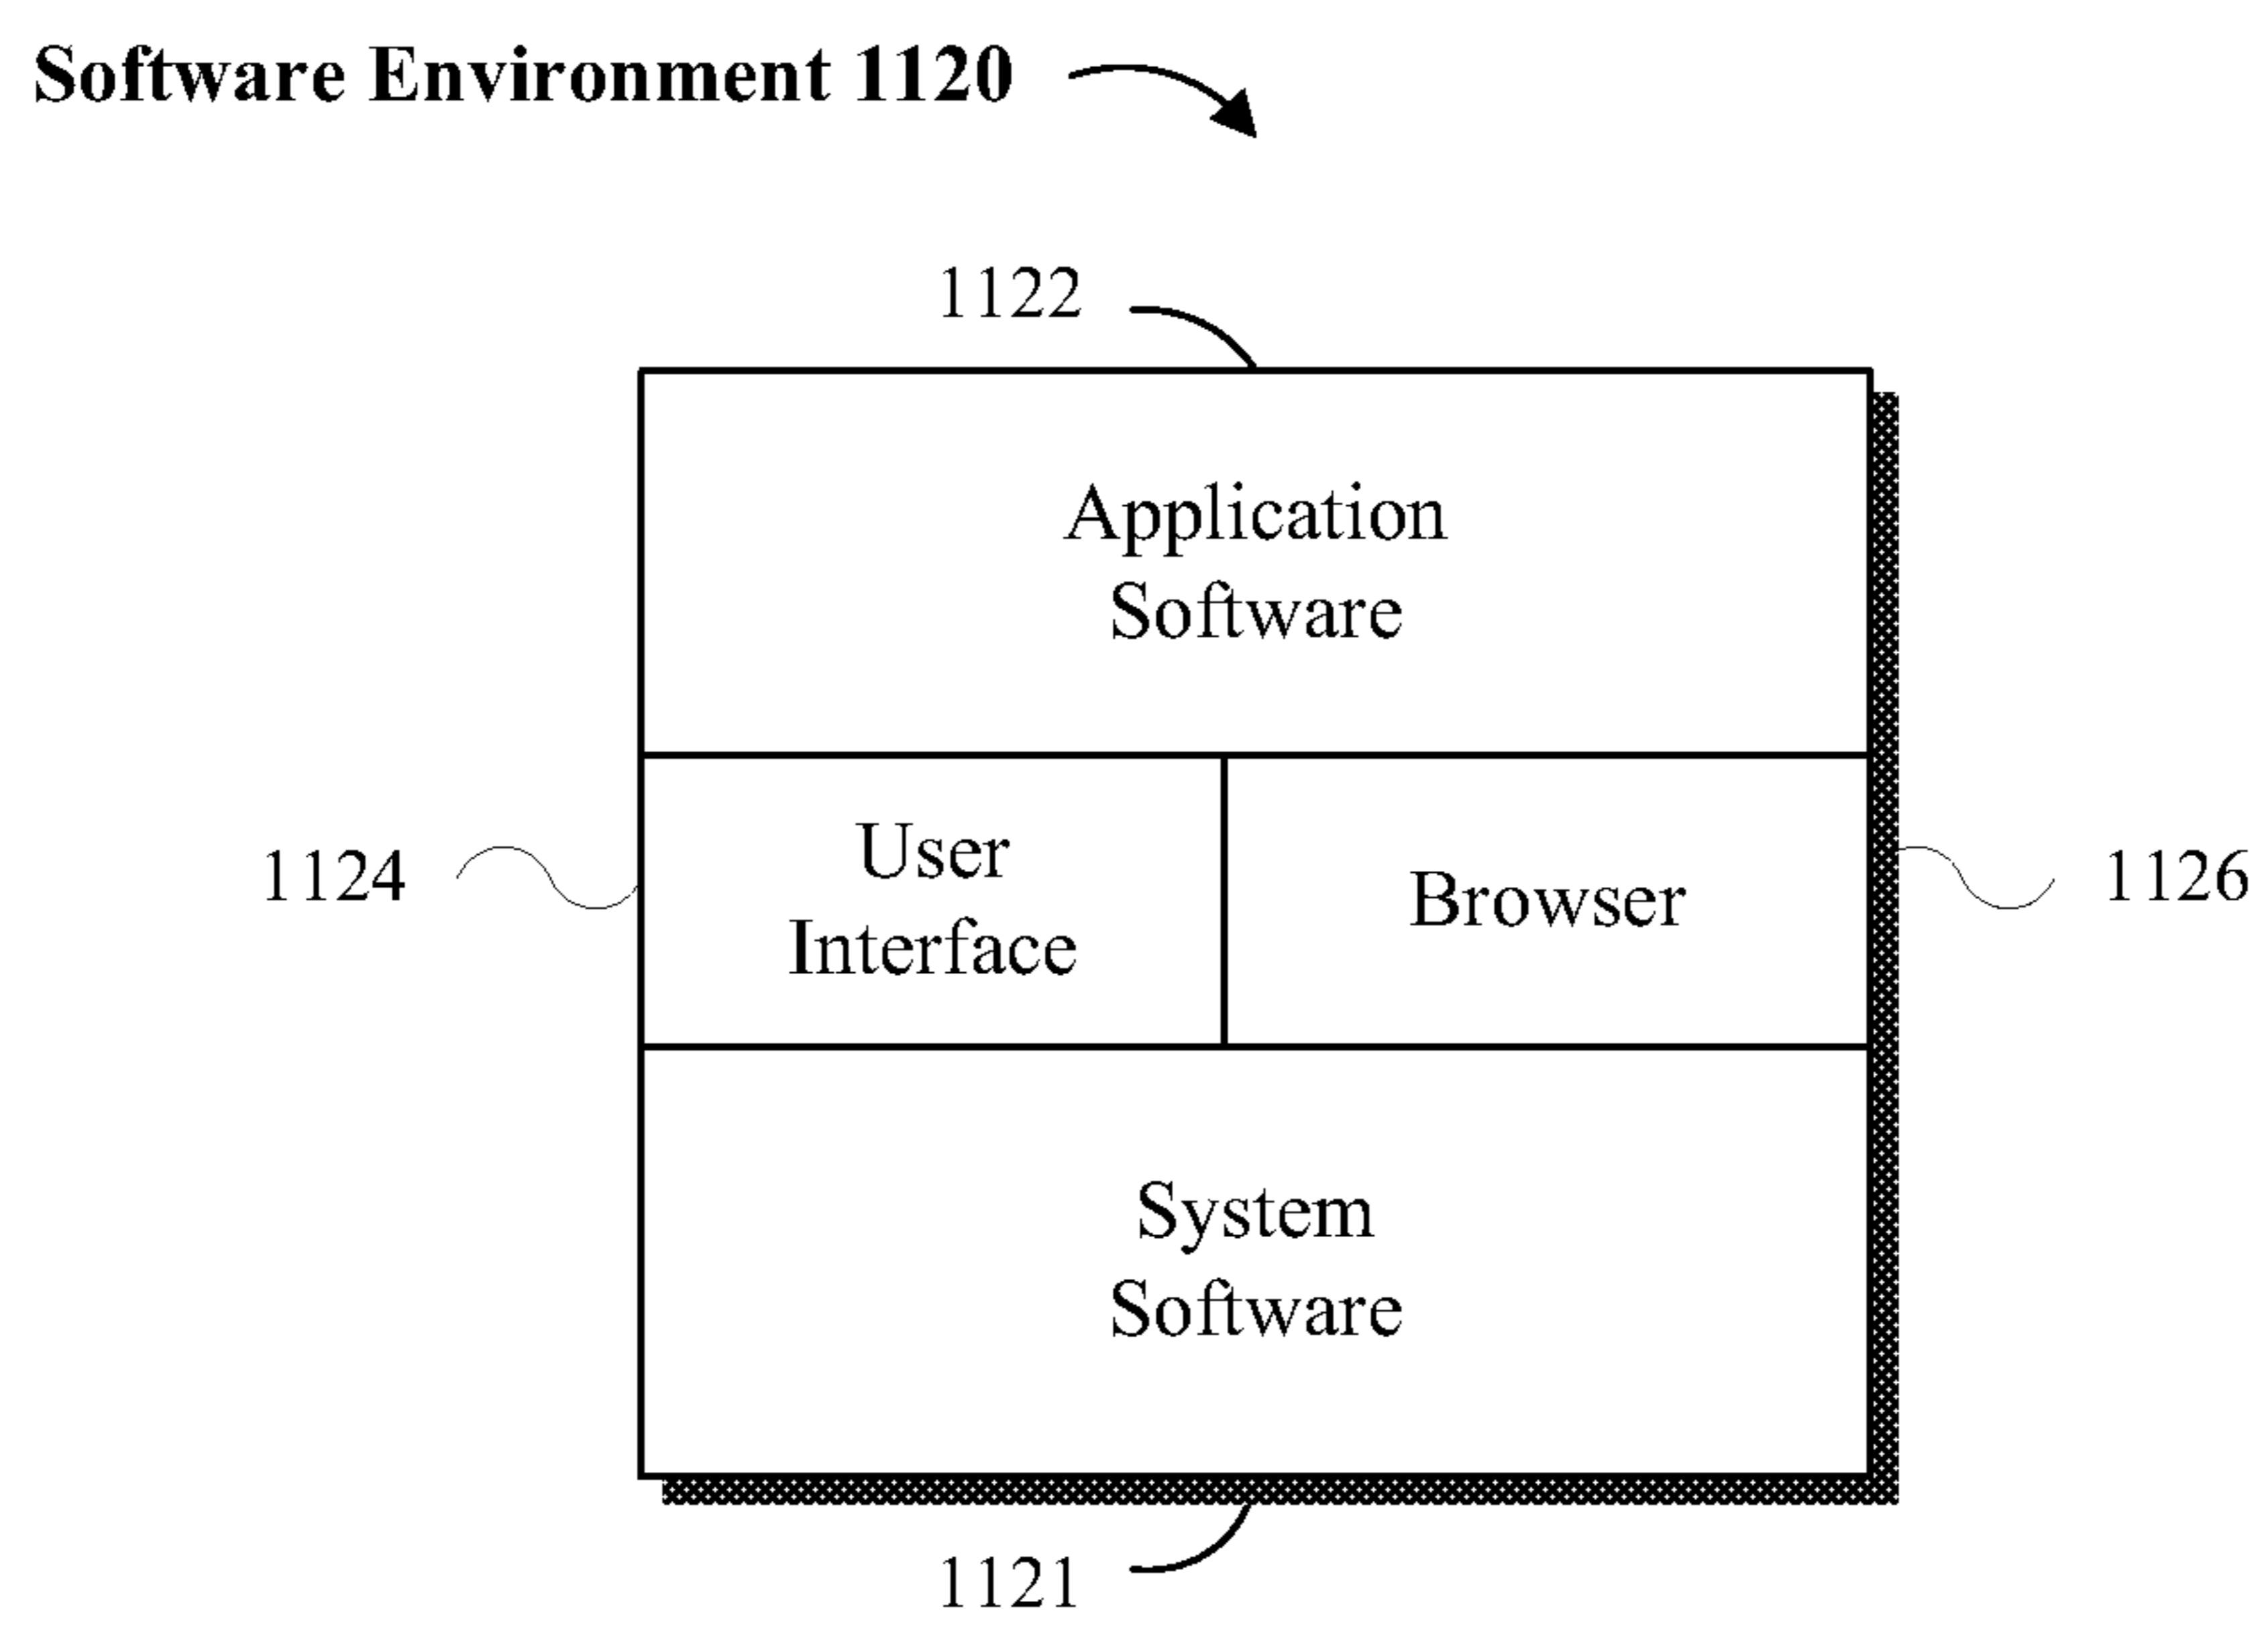 Software Environment 1120
1122
Application
Software
1124
User
Interface
Browser
1126
System
Software
1121